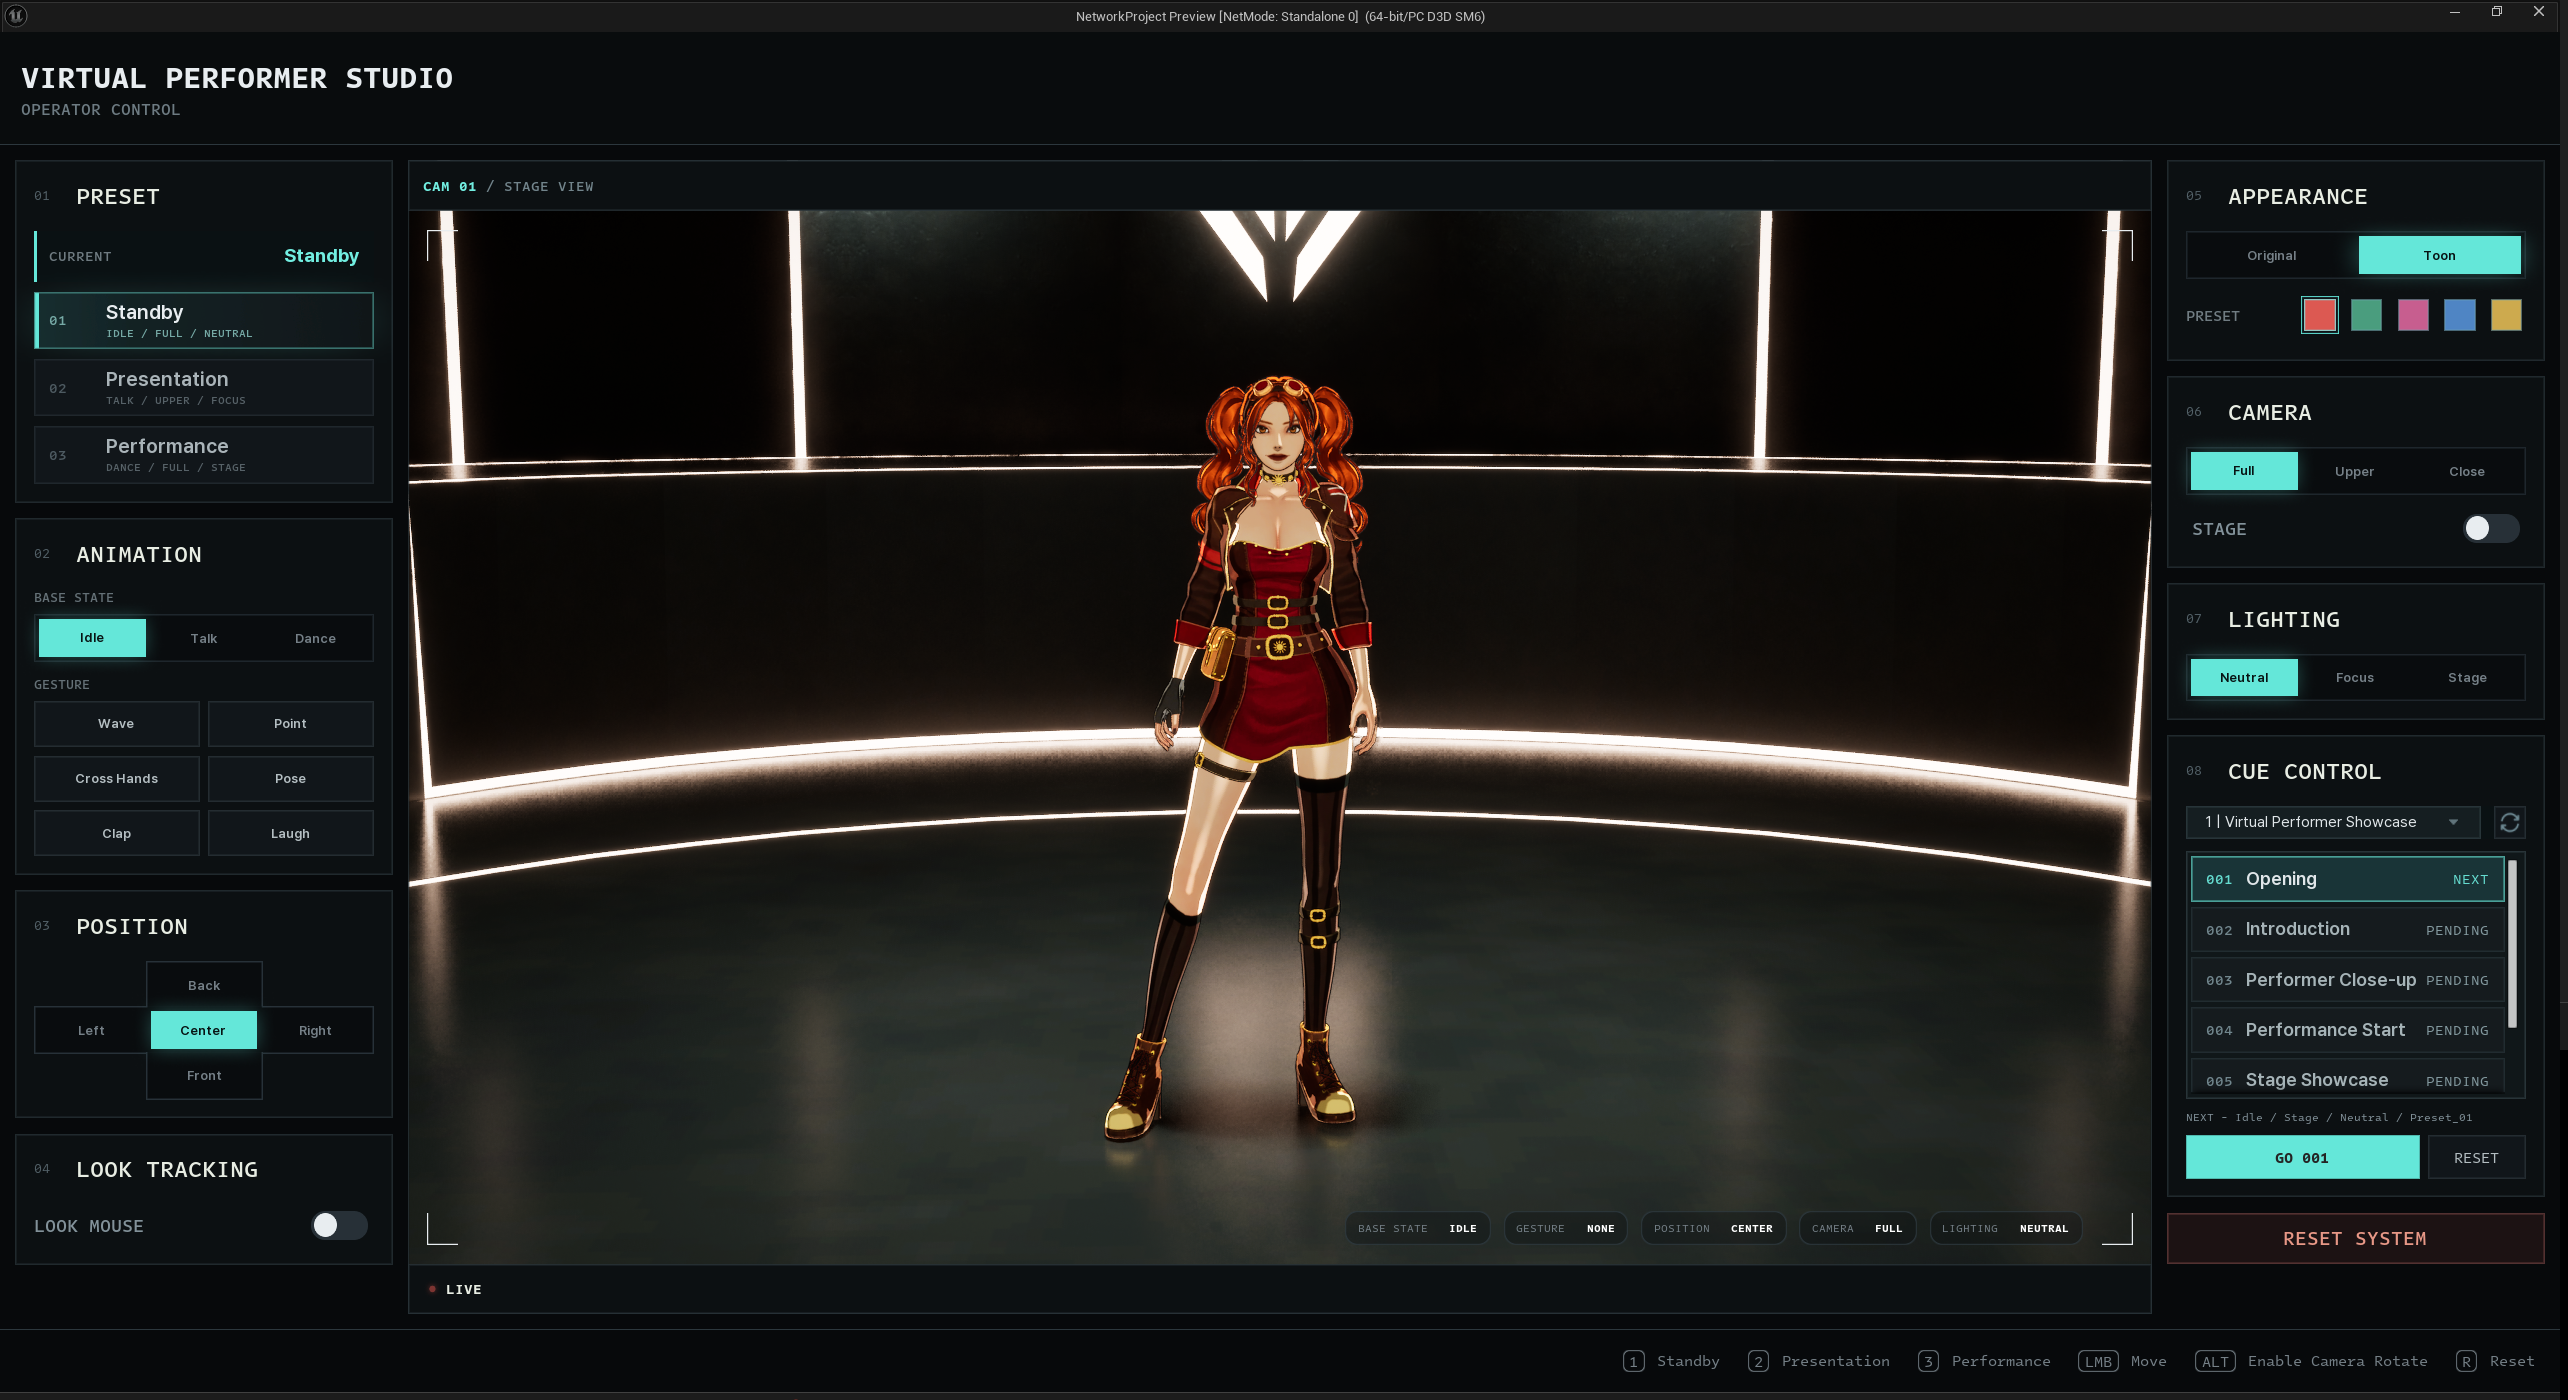 NetworkProject Preview [NetMode: Standalone 0]  (64-bit/PC D3D SM6)
VIRTUAL PERFORMER STUDIO
OPERATOR CONTROL
01 PRESET
CURRENT Standby
01 Standby
IDLE / FULL / NEUTRAL
02 Presentation
TALK / UPPER / FOCUS
03 Performance
DANCE / FULL / STAGE
02 ANIMATION
BASE STATE
Idle Talk Dance
GESTURE
Wave Point
Cross Hands Pose
Clap Laugh
03 POSITION
Back
Left Center Right
Front
04 LOOK TRACKING
LOOK MOUSE
CAM 01 / STAGE VIEW
BASE STATE IDLE GESTURE NONE POSITION CENTER CAMERA FULL LIGHTING NEUTRAL
LIVE
05 APPEARANCE
Original Toon
PRESET
06 CAMERA
Full Upper Close
STAGE
07 LIGHTING
Neutral Focus Stage
08 CUE CONTROL
1 | Virtual Performer Showcase
001 Opening NEXT
002 Introduction PENDING
003 Performer Close-up PENDING
004 Performance Start PENDING
005 Stage Showcase PENDING
NEXT - Idle / Stage / Neutral / Preset_01
GO 001 RESET
RESET SYSTEM
1 Standby 2 Presentation 3 Performance LMB Move ALT Enable Camera Rotate R Reset